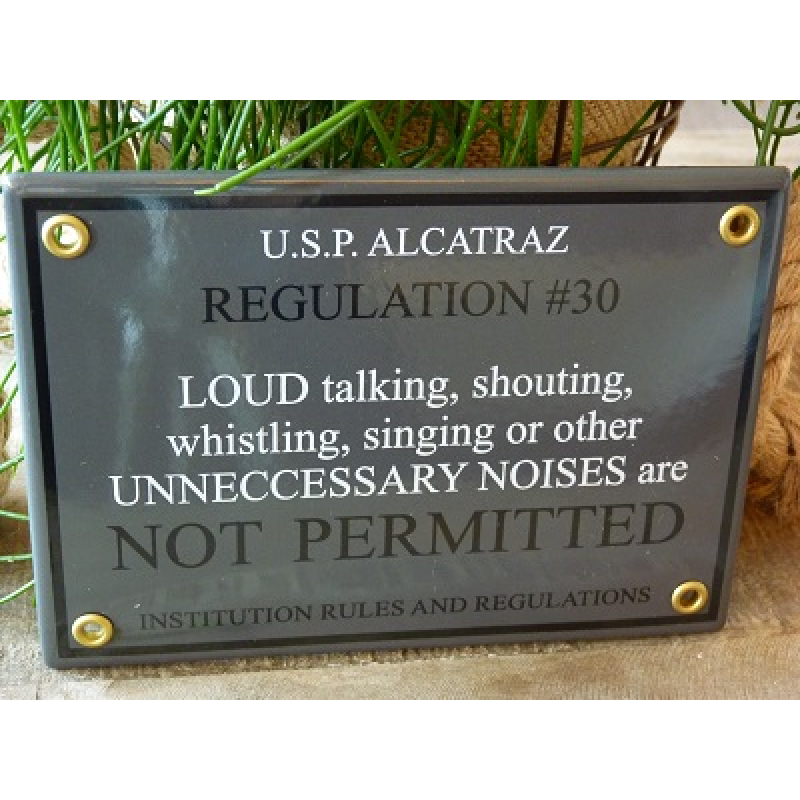 U.S.P. ALCATRAZ
REGULATION #30
LOUD talking, shouting,
whistling, singing or other
UNNECCESSARY NOISES are
NOT PERMITTED
INSTITUTION RULES AND REGULATIONS